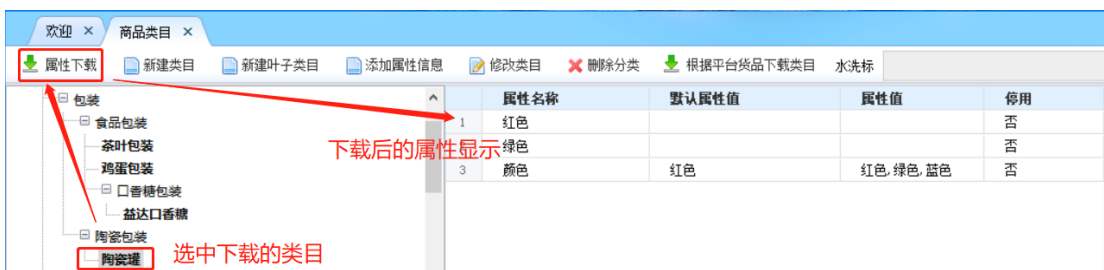 欢迎 × 商品类目 ×
属性下载 新建类目 新建叶子类目 添加属性信息 修改类目 删除分类 根据平台货品下载类目 水洗标
包装
食品包装
茶叶包装
鸡蛋包装
口香糖包装
益达口香糖
陶瓷包装
陶瓷罐
选中下载的类目
下载后的属性显示
属性名称 默认属性值 属性值 停用
1 红色 否
绿色 否
3 颜色 红色 红色,绿色,蓝色 否